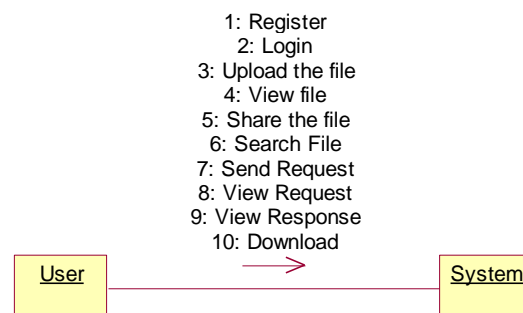 1: Register
2: Login
3: Upload the file
4: View file
5: Share the file
6: Search File
7: Send Request
8: View Request
9: View Response
10: Download
User
System